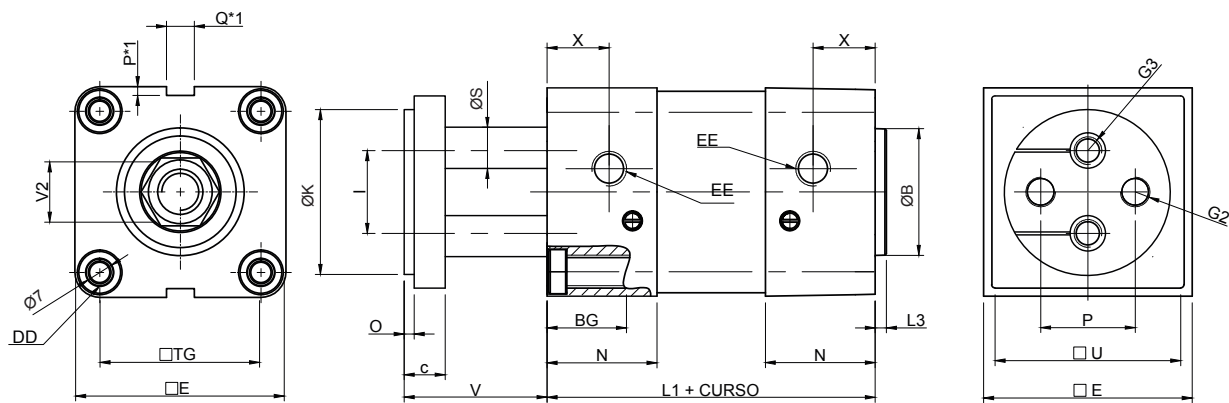 Q*1
P*1
V2
Ø7
DD
□TG
□E
X
X
ØS
ØK
I
EE
EE
ØB
O
c
V
BG
N
N
L1 + CURSO
L3
G3
G2
P
□ U
□ E